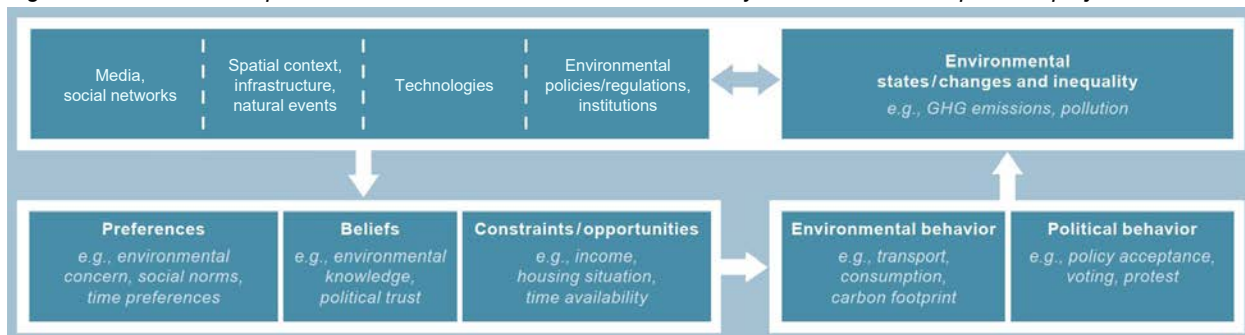 Media,
social networks
Spatial context,
infrastructure,
natural events
Technologies
Environmental
policies/regulations,
institutions
Environmental
states/changes and inequality
e.g., GHG emissions, pollution
Preferences
e.g., environmental
concern, social norms,
time preferences
Beliefs
e.g., environmental
knowledge,
political trust
Constraints/opportunities
e.g., income,
housing situation,
time availability
Environmental behavior
e.g., transport,
consumption,
carbon footprint
Political behavior
e.g., policy acceptance,
voting, protest